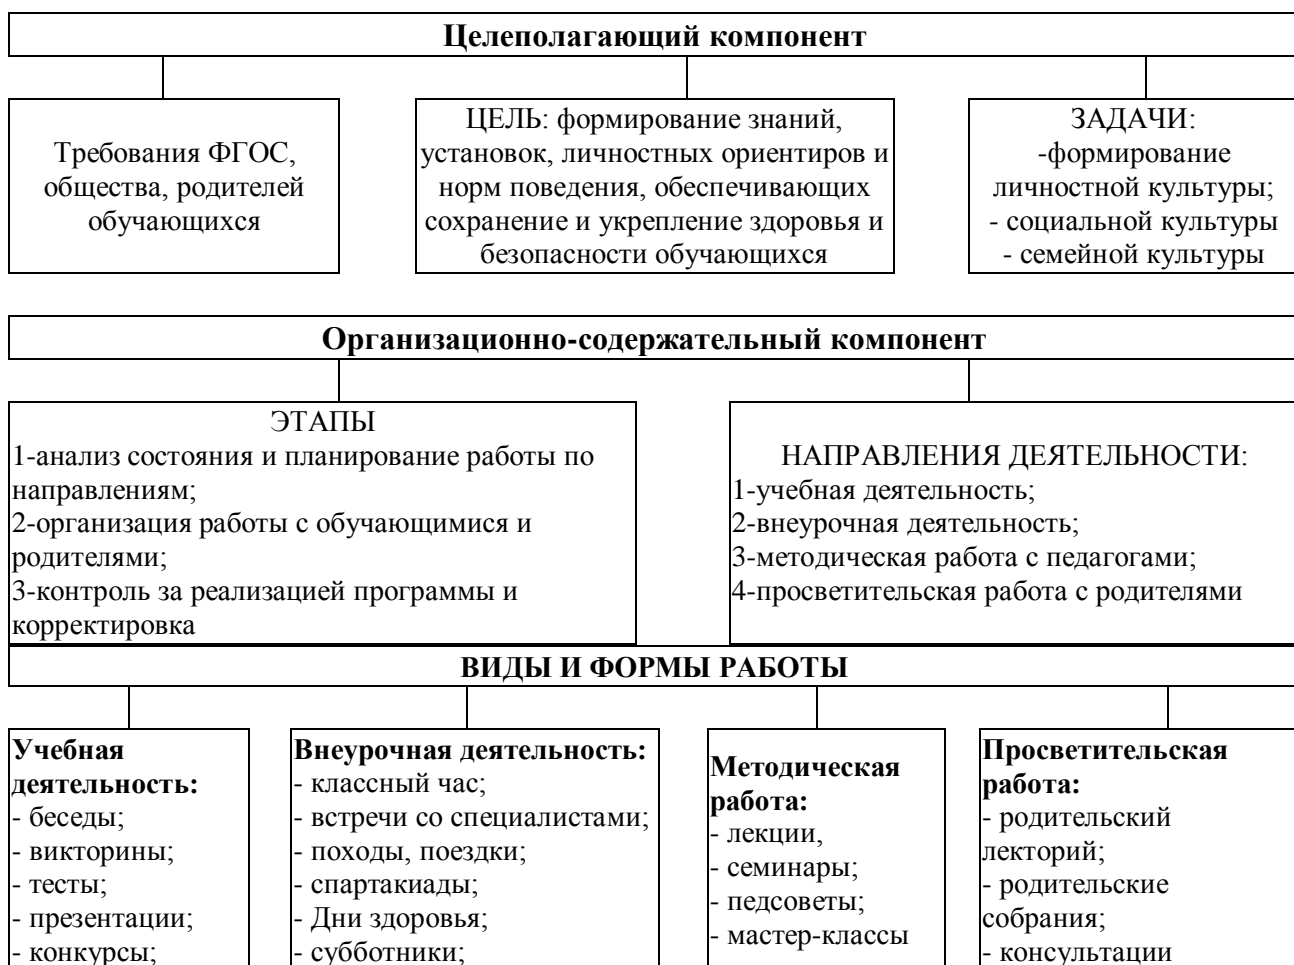 Целеполагающий компонент
Требования ФГОС,
общества, родителей
обучающихся
ЦЕЛЬ: формирование знаний,
установок, личностных ориентиров и
норм поведения, обеспечивающих
сохранение и укрепление здоровья и
безопасности обучающихся
ЗАДАЧИ:
-формирование
личностной культуры;
- социальной культуры
- семейной культуры
Организационно-содержательный компонент
ЭТАПЫ
1-анализ состояния и планирование работы по
направлениям;
2-организация работы с обучающимися и
родителями;
3-контроль за реализацией программы и
корректировка
НАПРАВЛЕНИЯ ДЕЯТЕЛЬНОСТИ:
1-учебная деятельность;
2-внеурочная деятельность;
3-методическая работа с педагогами;
4-просветительская работа с родителями
ВИДЫ И ФОРМЫ РАБОТЫ
Учебная
деятельность:
- беседы;
- викторины;
- тесты;
- презентации;
- конкурсы;
Внеурочная деятельность:
- классный час;
- встречи со специалистами;
- походы, поездки;
- спартакиады;
- Дни здоровья;
- субботники;
Методическая
работа:
- лекции,
- семинары;
- педсоветы;
- мастер-классы
Просветительская
работа:
- родительский
лекторий;
- родительские
собрания;
- консультации